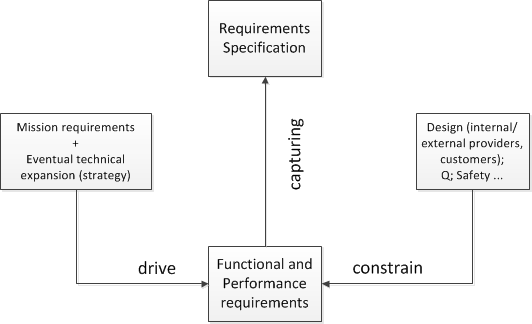 Requirements
Specification
Mission requirements
+
Eventual technical
expansion (strategy)
Design (internal/
external providers,
customers);
Q; Safety ...
capturing
drive
Functional and
Performance
requirements
constrain